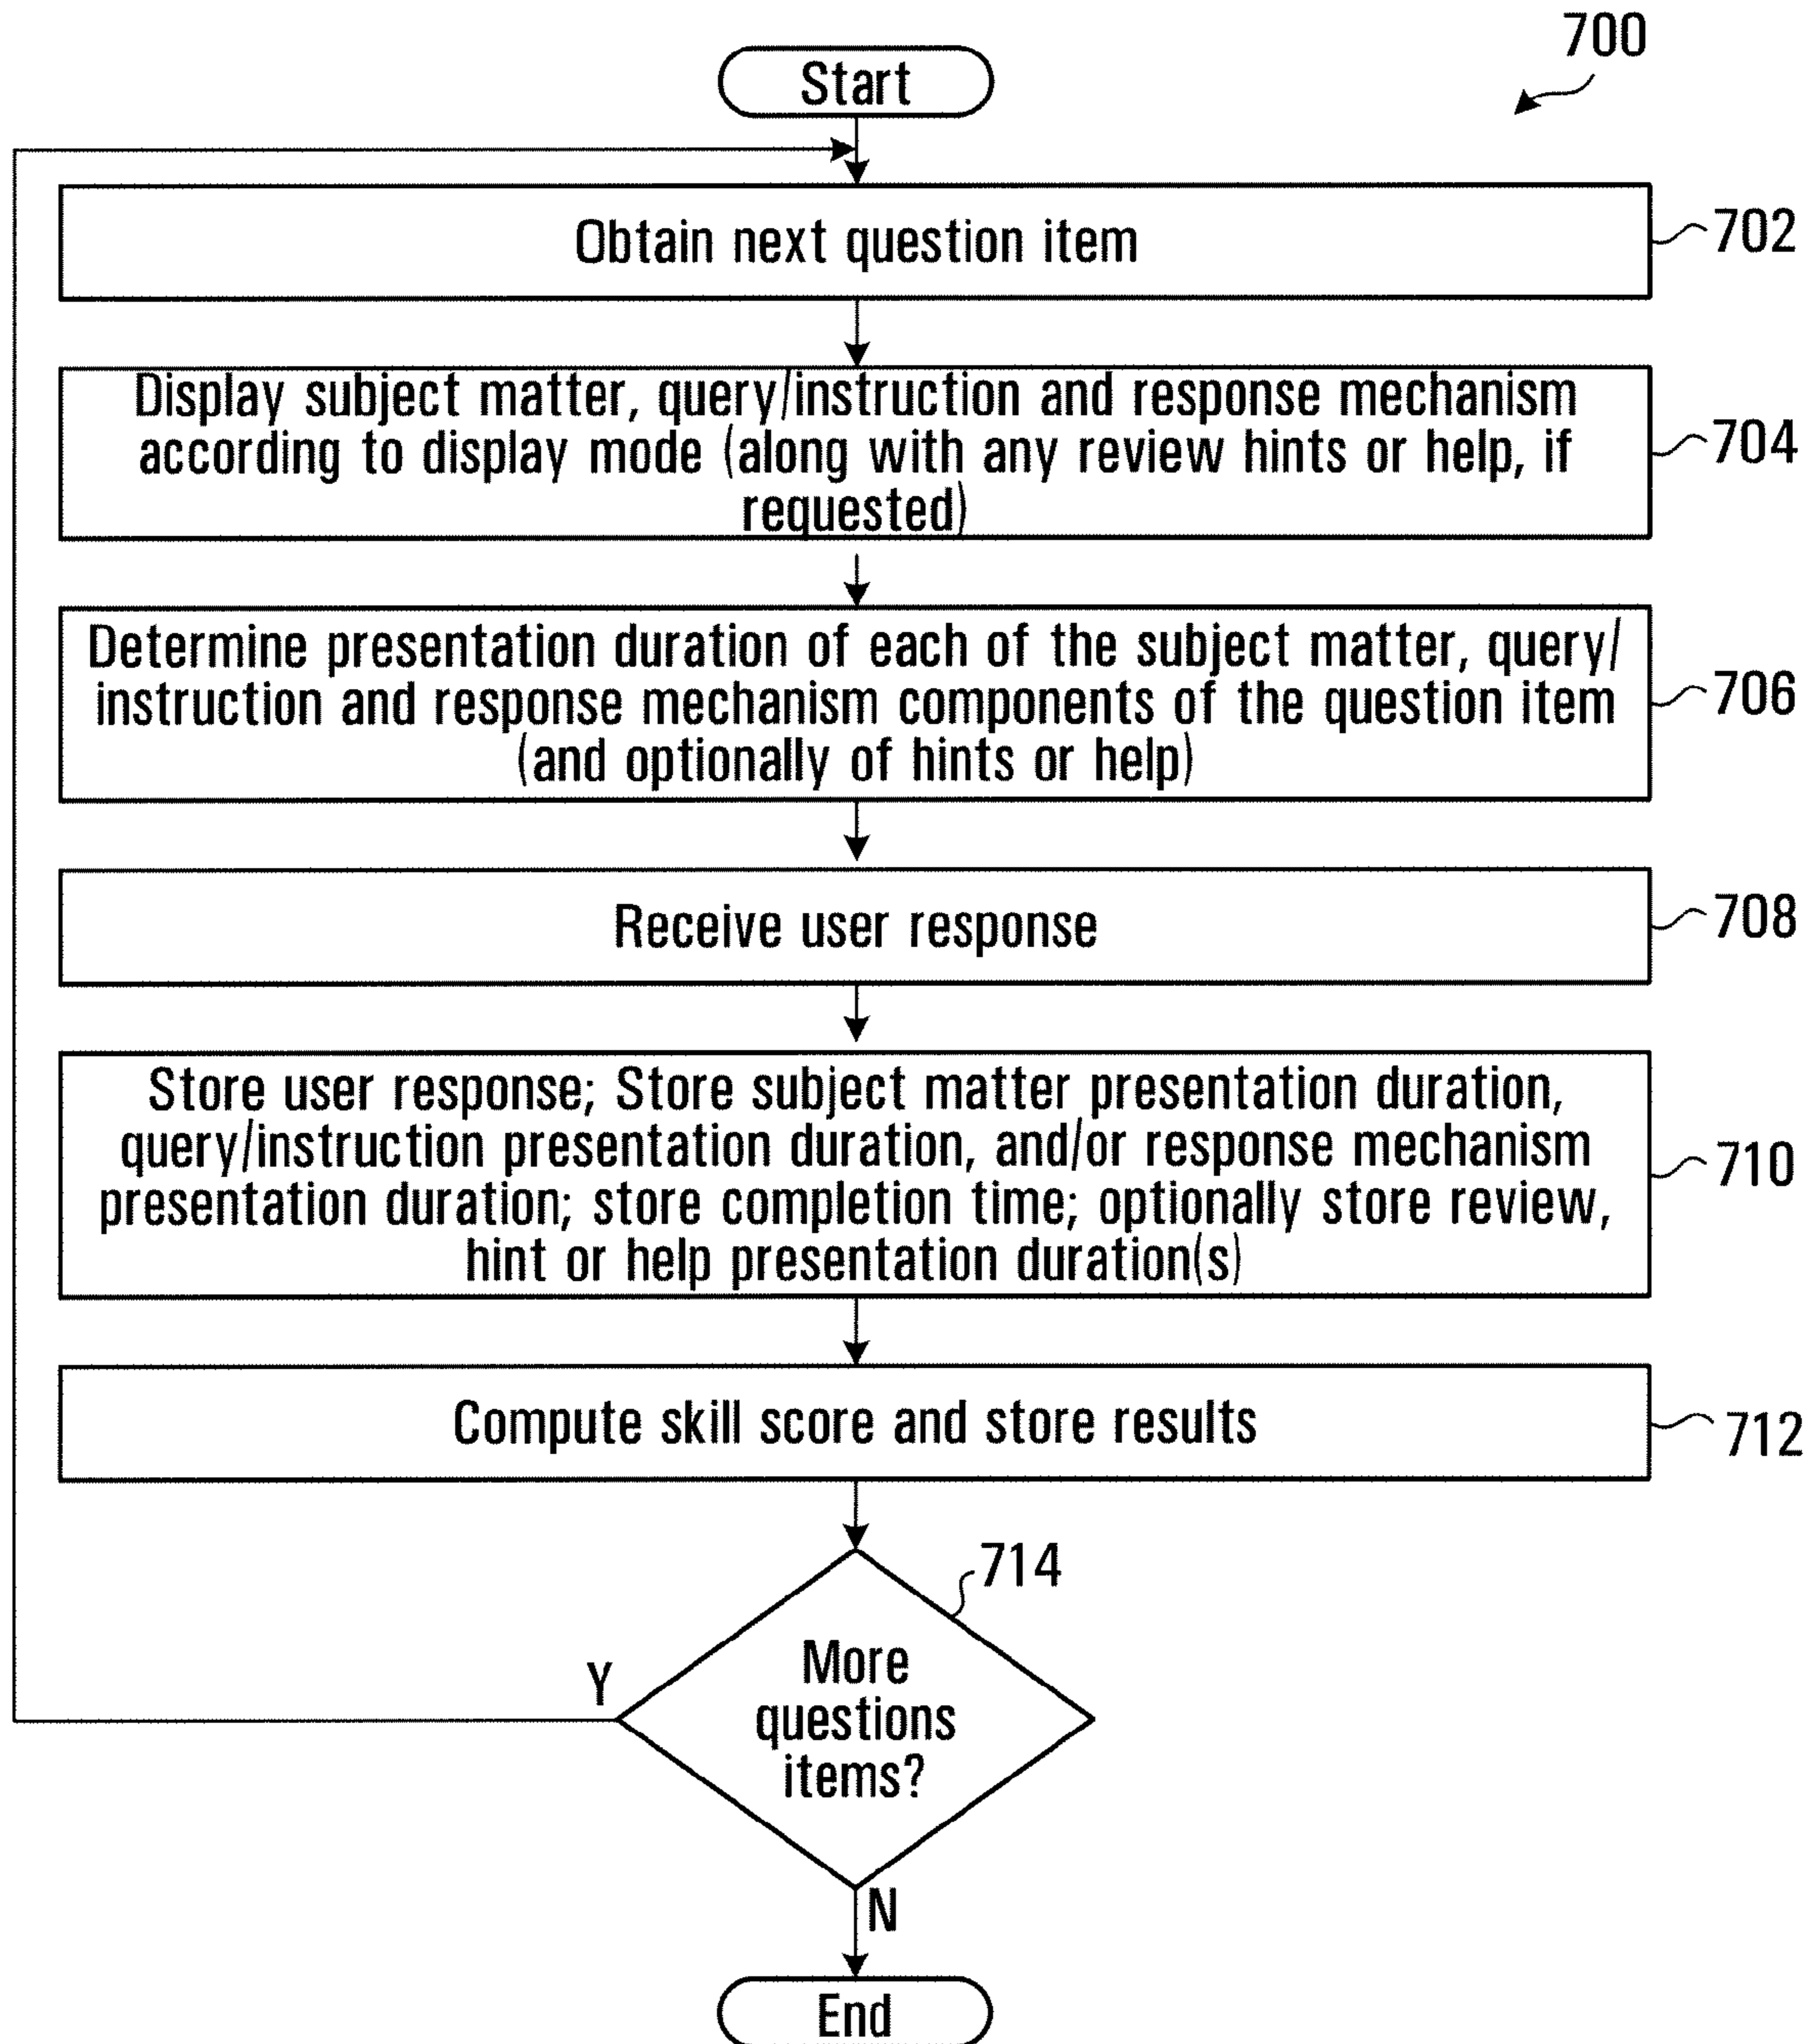 700
Start
Obtain next question item
702
Display subject matter, query/instruction and response mechanism
according to display mode (along with any review hints or help, if
requested)
704
Determine presentation duration of each of the subject matter, query/
instruction and response mechanism components of the question item
(and optionally of hints or help)
706
Receive user response
708
Store user response; Store subject matter presentation duration,
query/instruction presentation duration, and/or response mechanism
presentation duration; store completion time; optionally store review,
hint or help presentation duration(s)
710
Compute skill score and store results
712
714
More
questions
items?
Y
N
End